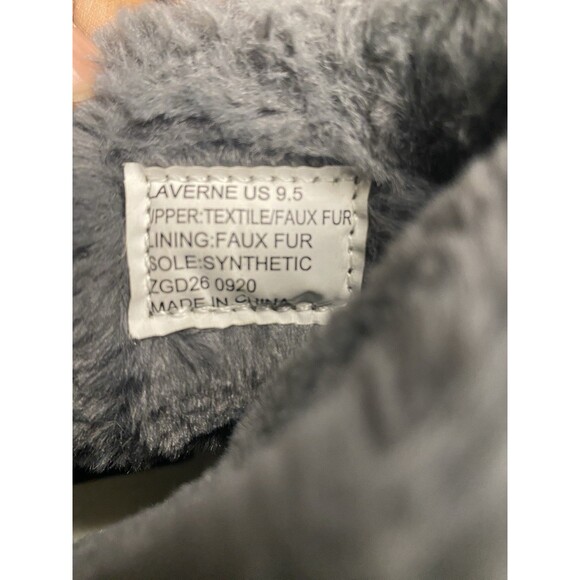 LAVERNE US 9.5
UPPER:TEXTILE/FAUX FUR
LINING:FAUX FUR
SOLE:SYNTHETIC
ZGD26 0920
MADE IN CHINA